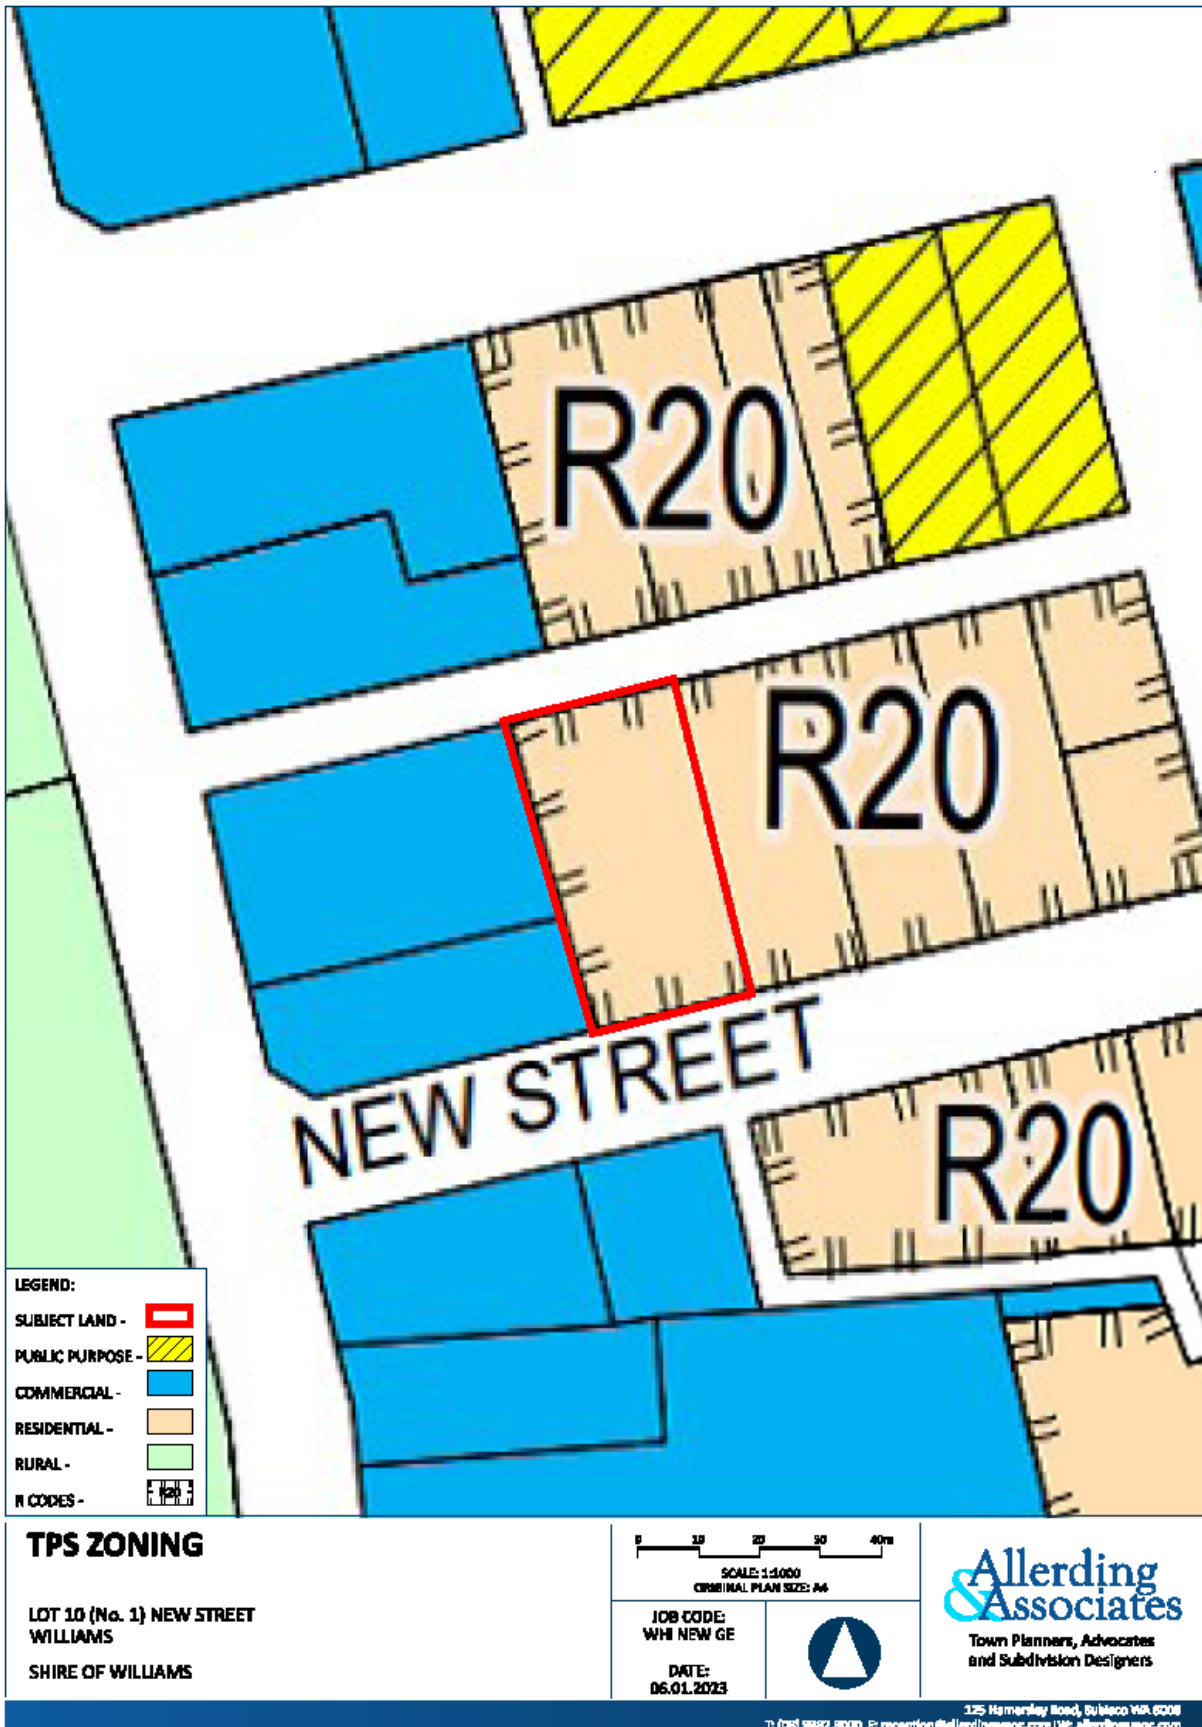 R20
R20
NEW STREET
R20
LEGEND:
SUBJECT LAND -
PUBLIC PURPOSE -
COMMERCIAL -
RESIDENTIAL -
RURAL -
R CODES - R20
TPS ZONING
LOT 10 (No. 1) NEW STREET
WILLIAMS
SHIRE OF WILLIAMS
0 10 20 30 40m
SCALE: 1:1000
ORIGINAL PLAN SIZE: A4
JOB CODE:
WHI NEW GE
DATE:
06.01.2023
Allerding
& Associates
Town Planners, Advocates
and Subdivision Designers
125 Hamersley Road, Subiaco WA 6008